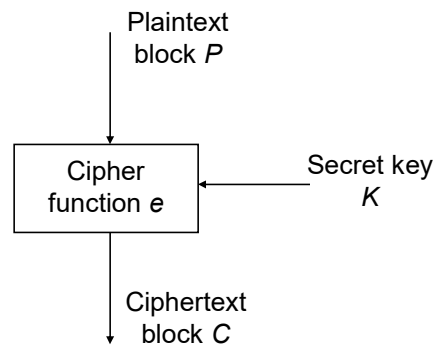 Plaintext
block P
Cipher
function e
Secret key
K
Ciphertext
block C